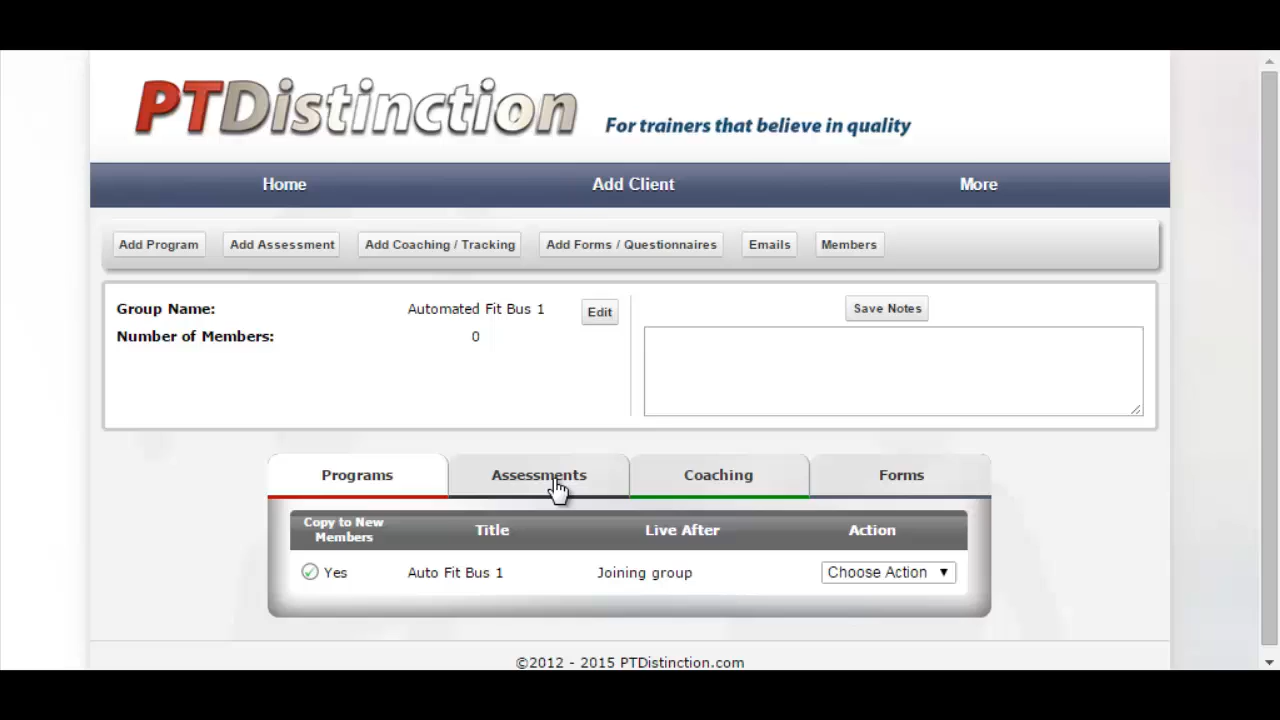 PTDistinction
For trainers that believe in quality
Home Add Client More
Add Program Add Assessment Add Coaching / Tracking Add Forms / Questionnaires Emails Members
Group Name: Automated Fit Bus 1 Edit
Number of Members: 0
Save Notes
Programs Assessments Coaching Forms
Copy to New Members Title Live After Action
Yes Auto Fit Bus 1 Joining group Choose Action
©2012 - 2015 PTDistinction.com